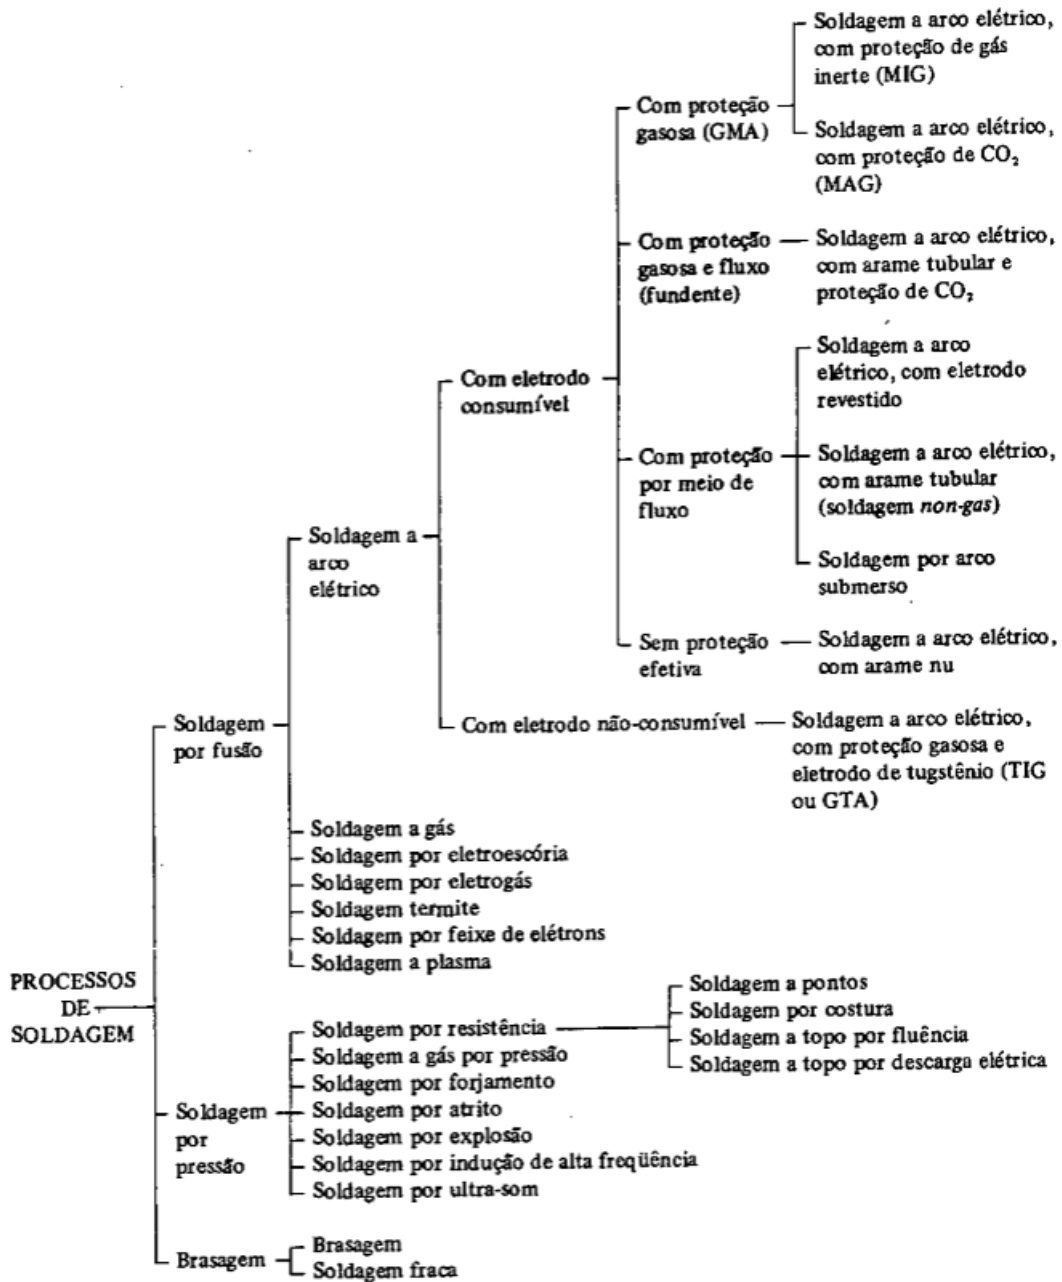 Soldagem a arco elétrico,
com proteção de gás
inerte (MIG)
Com proteção
gasosa (GMA)
Soldagem a arco elétrico,
com proteção de CO₂
(MAG)
Com proteção
gasosa e fluxo
(fundente)
Soldagem a arco elétrico,
com arame tubular e
proteção de CO₂
Com eletrodo
consumível
Soldagem a arco
elétrico, com eletrodo
revestido
Com proteção
por meio de
fluxo
Soldagem a arco elétrico,
com arame tubular
(soldagem non-gas)
Soldagem por arco
submerso
Soldagem a
arco
elétrico
Sem proteção
efetiva
Soldagem a arco elétrico,
com arame nu
Soldagem
por fusão
Com eletrodo não-consumível
Soldagem a arco elétrico,
com proteção gasosa e
eletrodo de tugstênio (TIG
ou GTA)
Soldagem a gás
Soldagem por eletroescória
Soldagem por eletrogás
Soldagem termite
Soldagem por feixe de elétrons
Soldagem a plasma
PROCESSOS
DE
SOLDAGEM
Soldagem por resistência
Soldagem a pontos
Soldagem por costura
Soldagem a topo por fluência
Soldagem a topo por descarga elétrica
Soldagem a gás por pressão
Soldagem por forjamento
Soldagem
por
pressão
Soldagem por atrito
Soldagem por explosão
Soldagem por indução de alta freqüência
Soldagem por ultra-som
Brasagem
Brasagem
Soldagem fraca